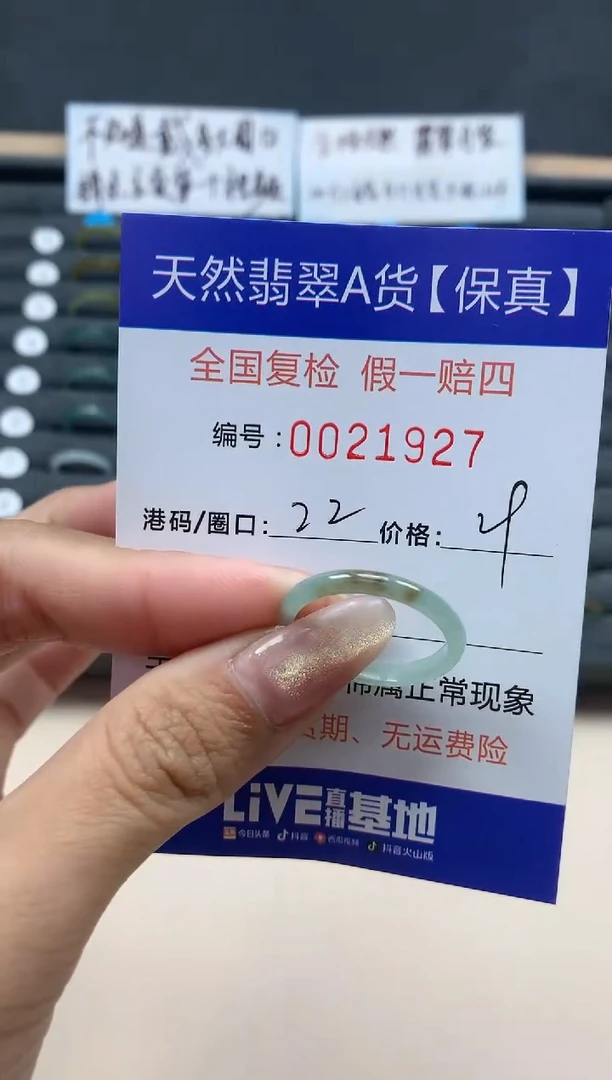 天然翡翠A货【保真】
全国复检 假一赔四
编号:0021927
港码/圈口: 22 价格: 4
属正常现象
期、无运费险
LiVE直播基地
今日头条 抖音 西瓜视频 抖音火山版